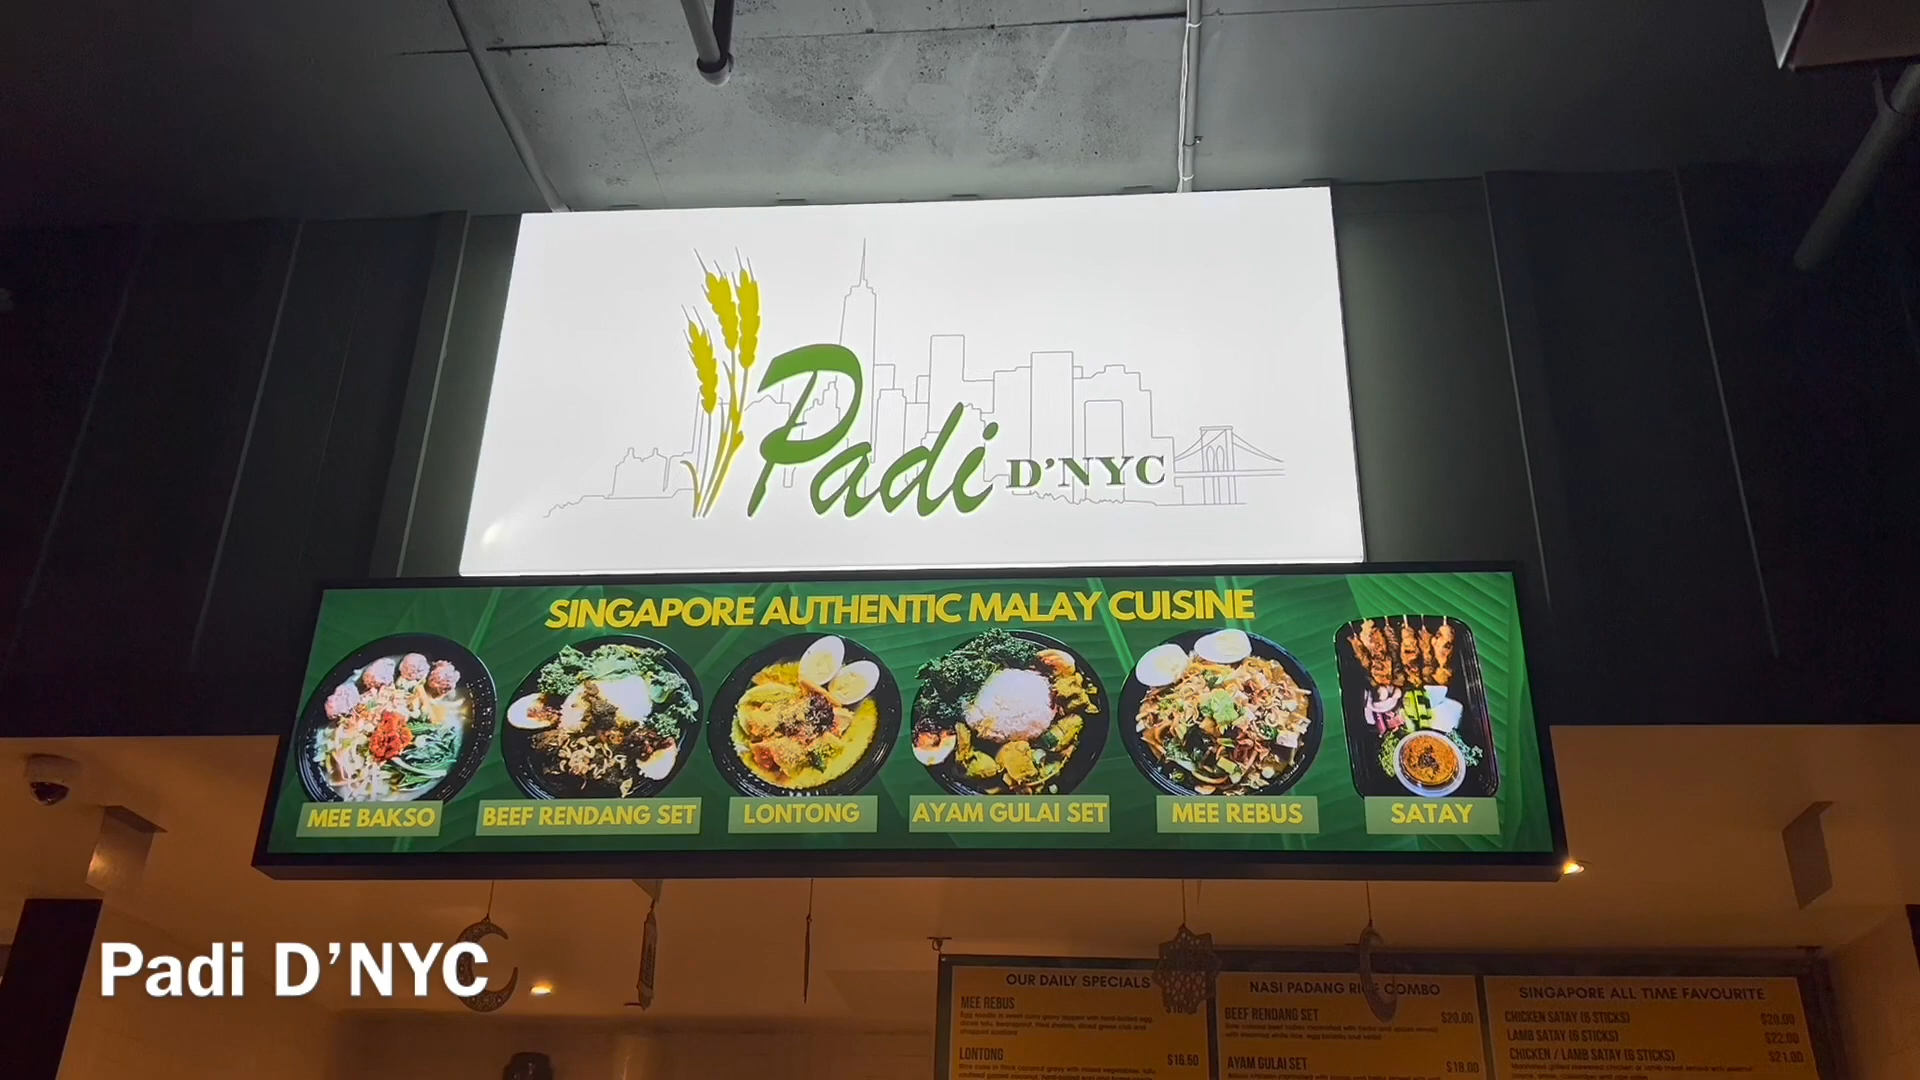 Padi D'NYC
SINGAPORE AUTHENTIC MALAY CUISINE
MEE BAKSO
BEEF RENDANG SET
LONTONG
AYAM GULAI SET
MEE REBUS
SATAY
Padi D’NYC
OUR DAILY SPECIALS
MEE REBUS
LONTONG
$16.50
NASI PADANG RICE COMBO
BEEF RENDANG SET
$20.00
AYAM GULAI SET
$18.00
SINGAPORE ALL TIME FAVOURITE
CHICKEN SATAY (6 STICKS)
$20.00
LAMB SATAY (6 STICKS)
$22.00
CHICKEN / LAMB SATAY (6 STICKS)
$21.00